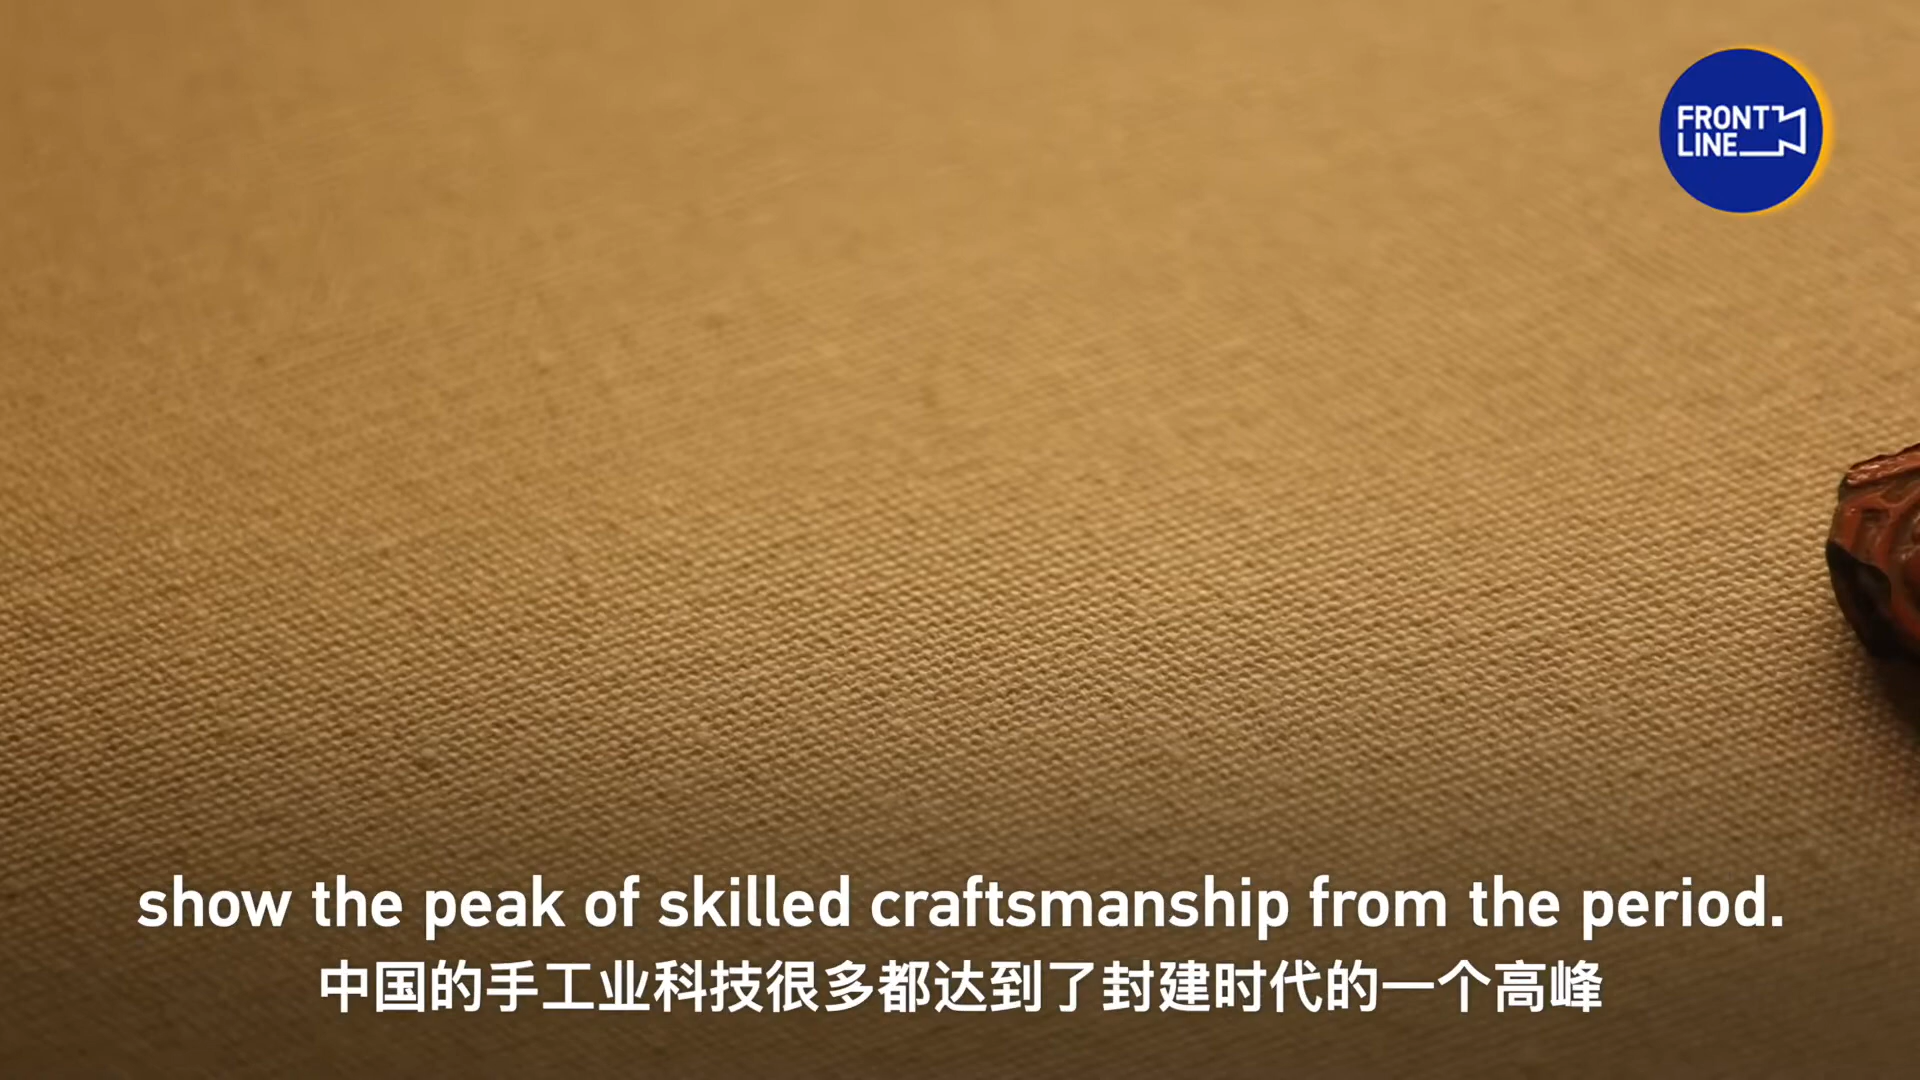 FRONT
LINE
show the peak of skilled craftsmanship from the period.
中国的手工业科技很多都达到了封建时代的一个高峰